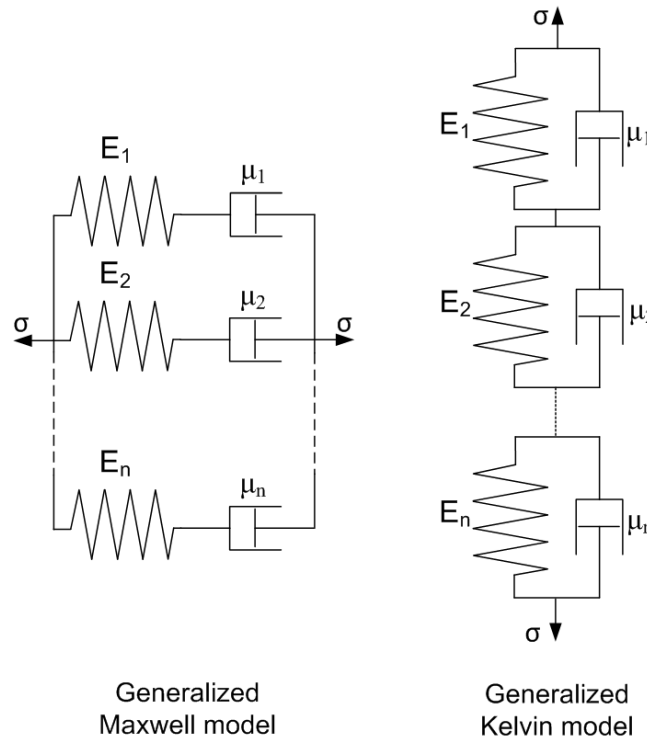 σ
E1
μ1
E1
μ1
E2
μ2
σ
σ
E2
μ2
En
μn
En
μn
σ
Generalized
Maxwell model
Generalized
Kelvin model